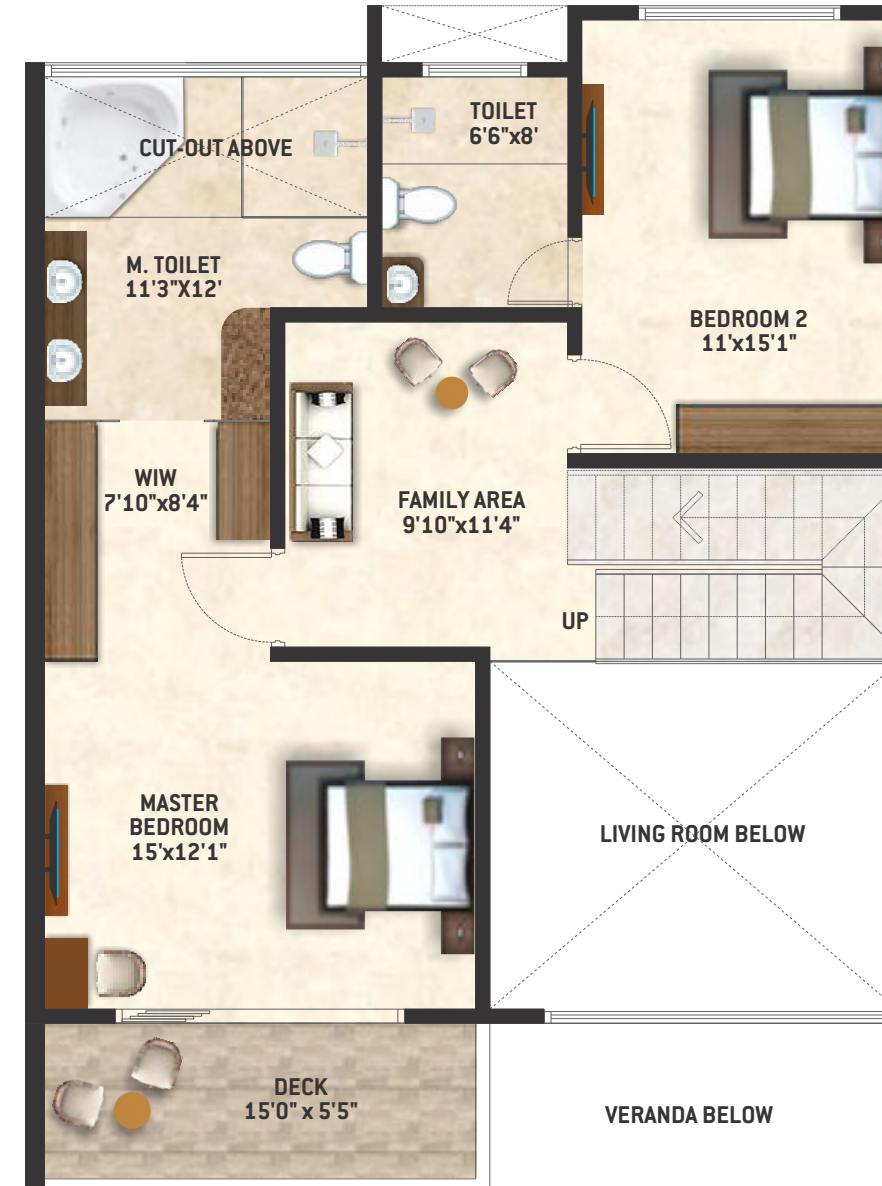 TOILET
6'6"x8'
CUT-OUT ABOVE
M. TOILET
11'3"X12'
BEDROOM 2
11'x15'1"
WIW
7'10"x8'4"
FAMILY AREA
9'10"x11'4"
UP
MASTER
BEDROOM
15'x12'1"
LIVING ROOM BELOW
DECK
15'0" x 5'5"
VERANDA BELOW